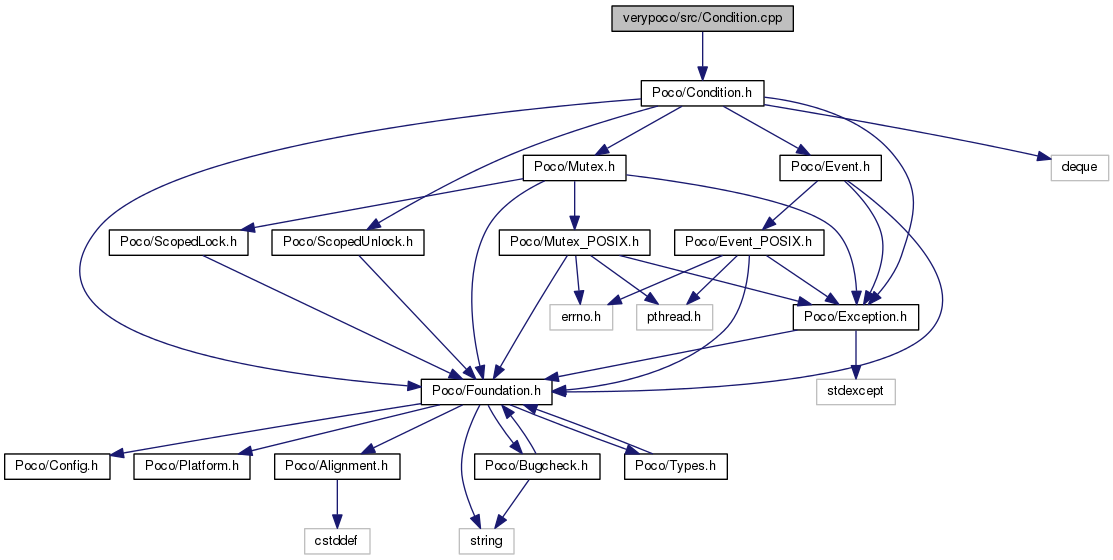 verypoco/src/Condition.cpp
Poco/Condition.h
Poco/Mutex.h
Poco/Event.h
deque
Poco/ScopedLock.h
Poco/ScopedUnlock.h
Poco/Mutex_POSIX.h
Poco/Event_POSIX.h
errno.h
pthread.h
Poco/Exception.h
Poco/Foundation.h
stdexcept
Poco/Config.h
Poco/Platform.h
Poco/Alignment.h
Poco/Bugcheck.h
Poco/Types.h
cstddef
string